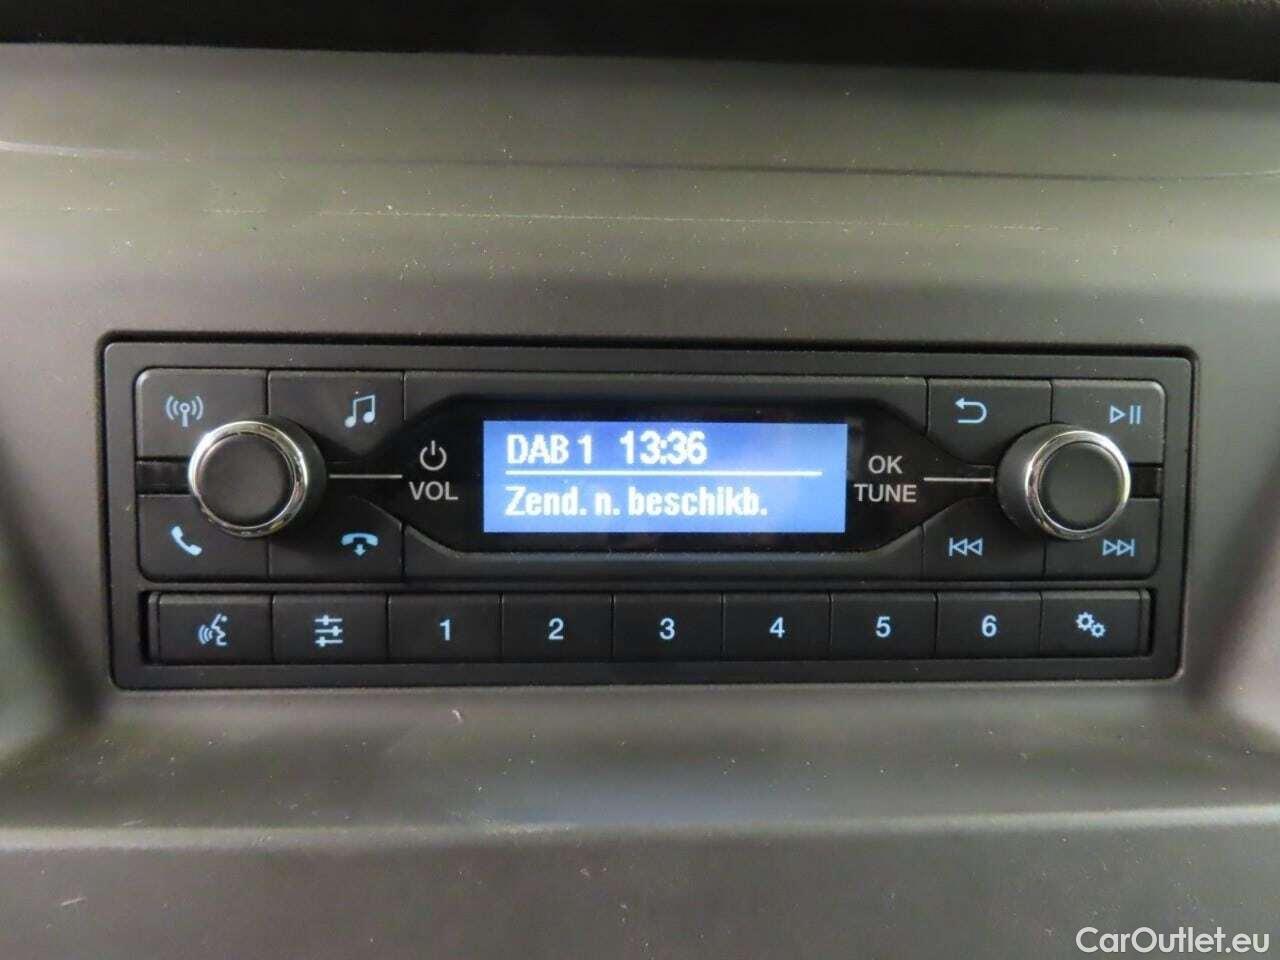 DAB 1 13:36
Zend. n. beschikb.
VOL
OK
TUNE
1 2 3 4 5 6
CarOutlet.eu